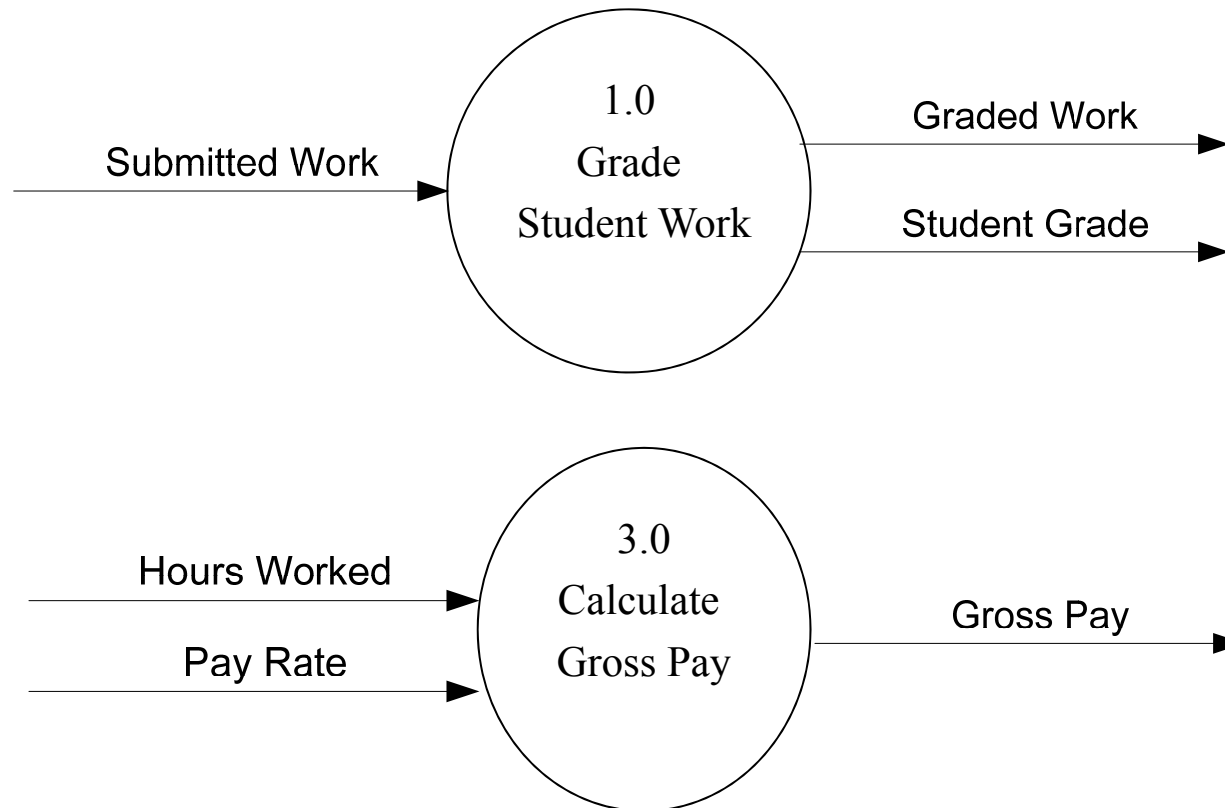 1.0
Grade
Student Work
Submitted Work
Graded Work
Student Grade
3.0
Calculate
Gross Pay
Hours Worked
Pay Rate
Gross Pay